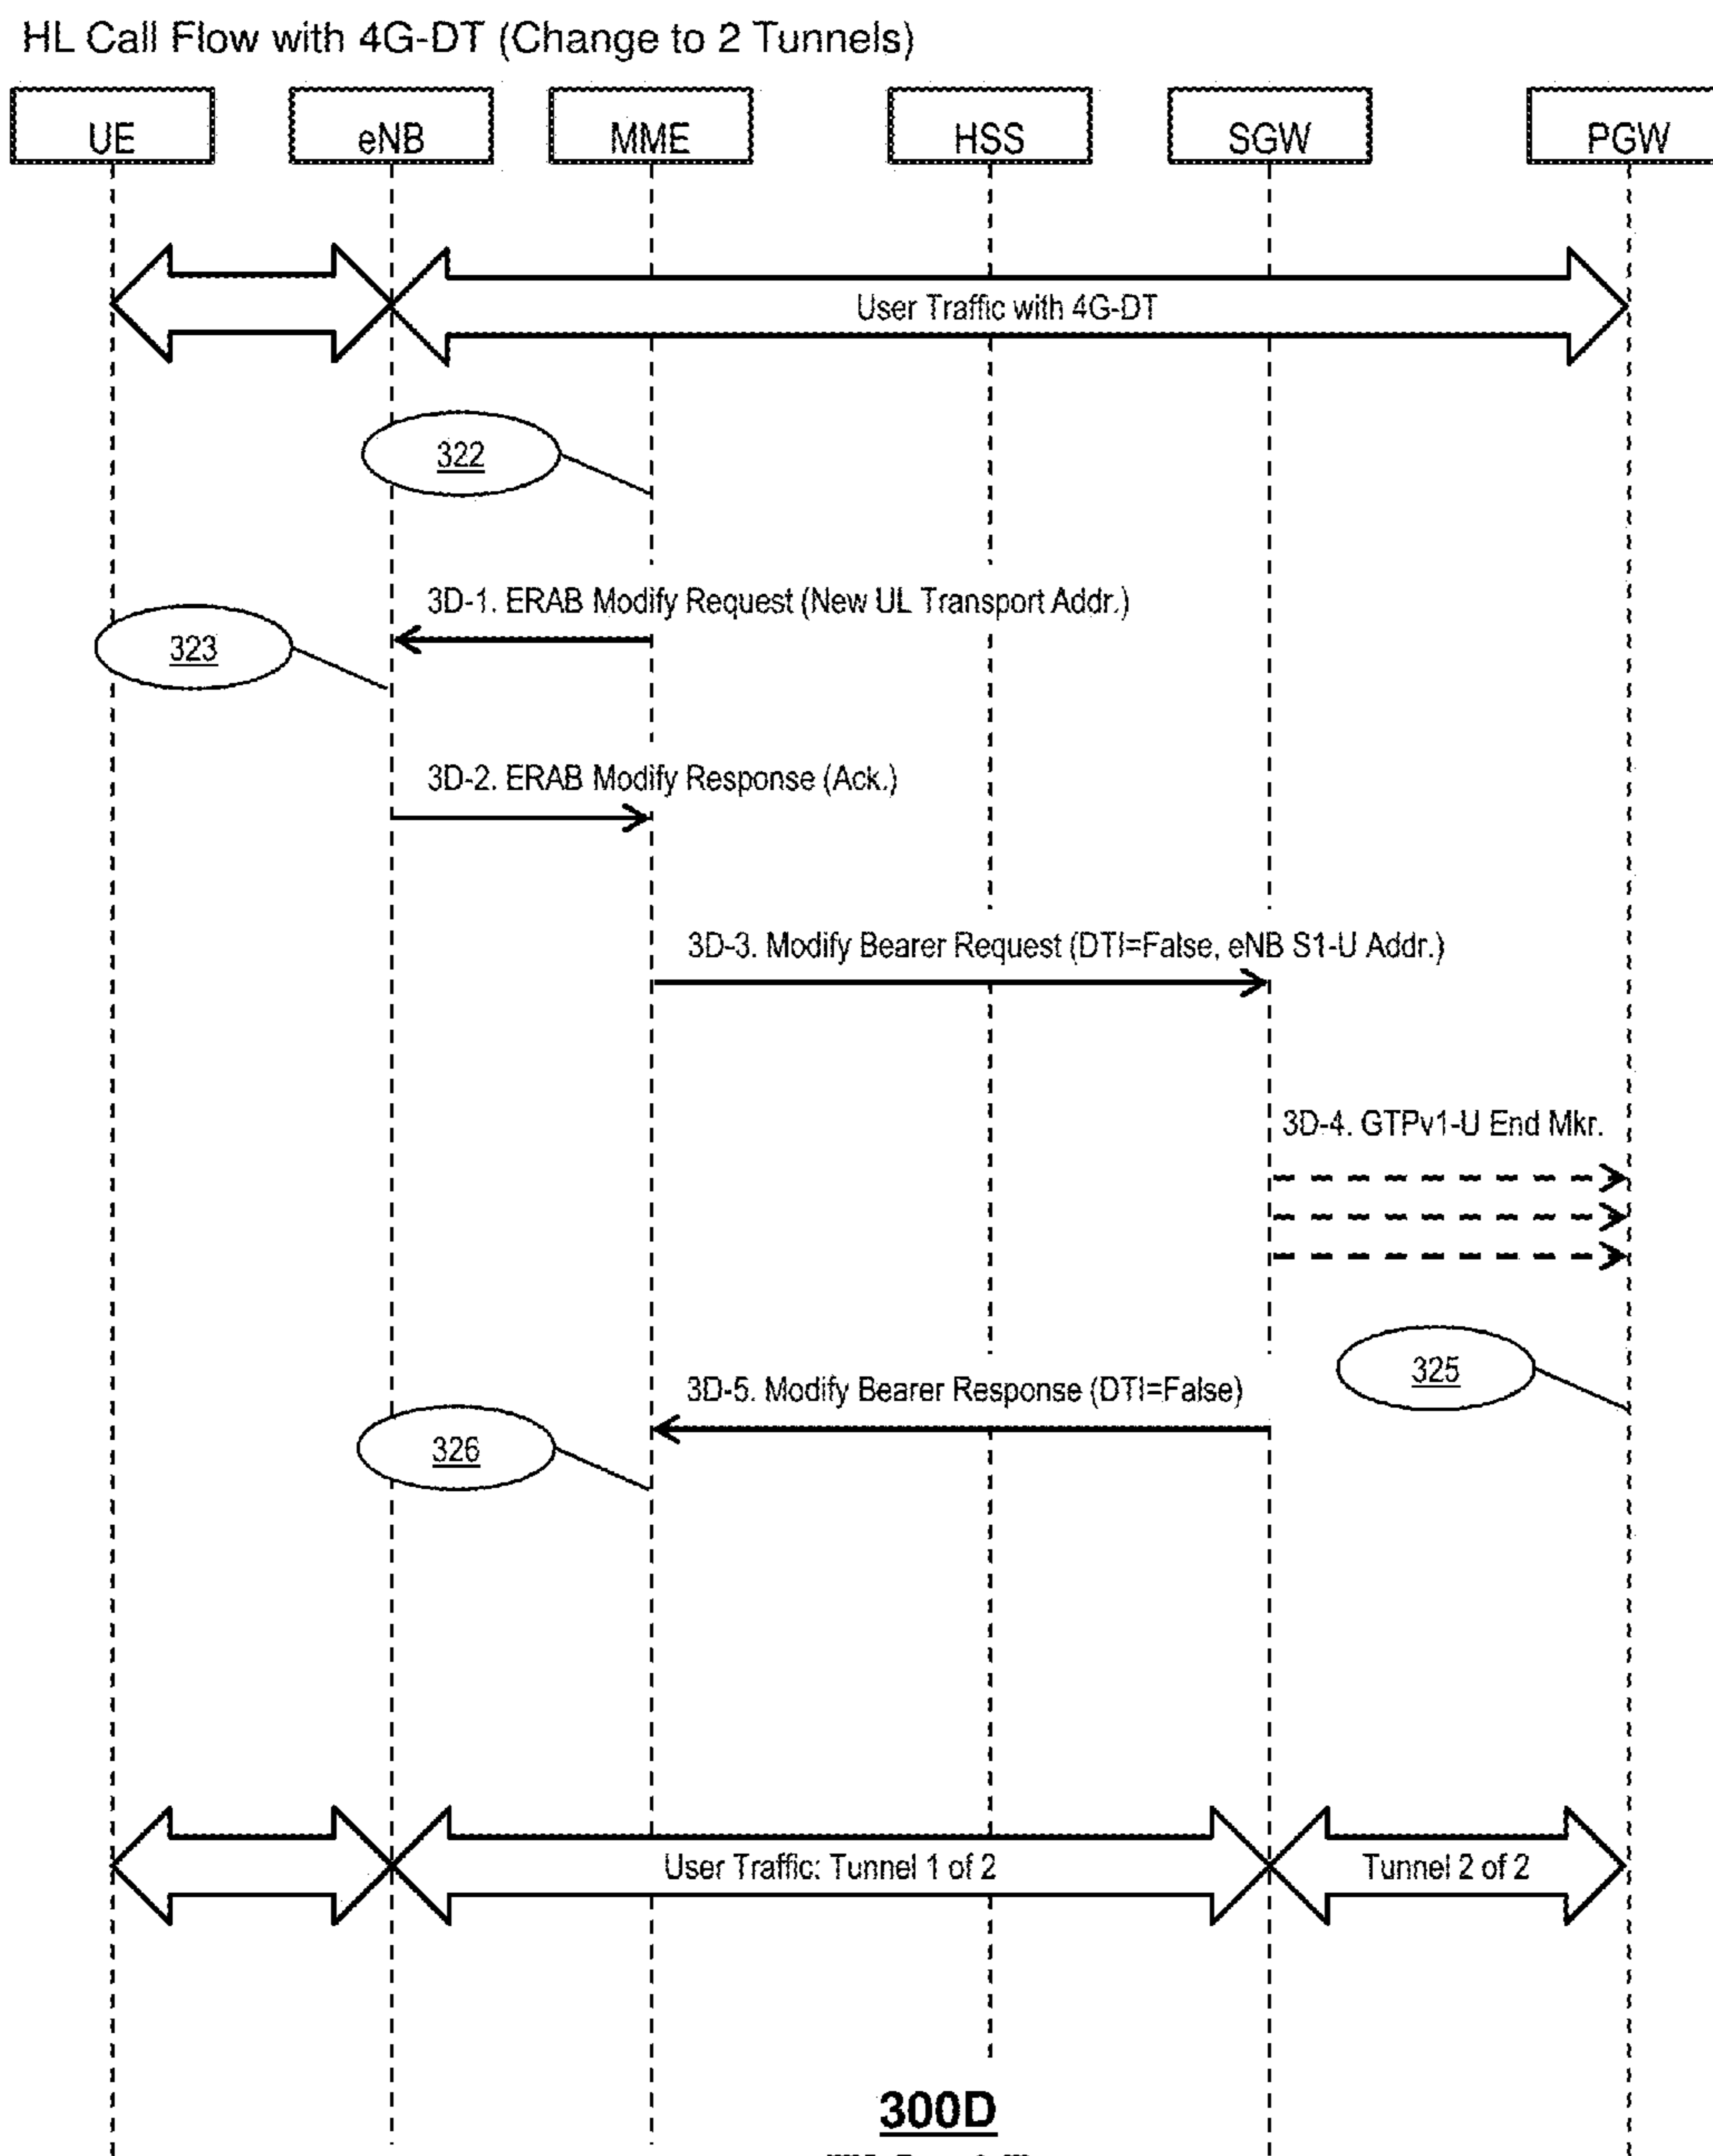 HL Call Flow with 4G-DT (Change to 2 Tunnels)
UE eNB MME HSS SGW PGW
User Traffic with 4G-DT
322
3D-1. ERAB Modify Request (New UL Transport Addr.)
323
3D-2. ERAB Modify Response (Ack.)
3D-3. Modify Bearer Request (DTI=False, eNB S1-U Addr.)
3D-4. GTPv1-U End Mkr.
325
3D-5. Modify Bearer Response (DTI=False)
326
User Traffic: Tunnel 1 of 2 Tunnel 2 of 2
300D